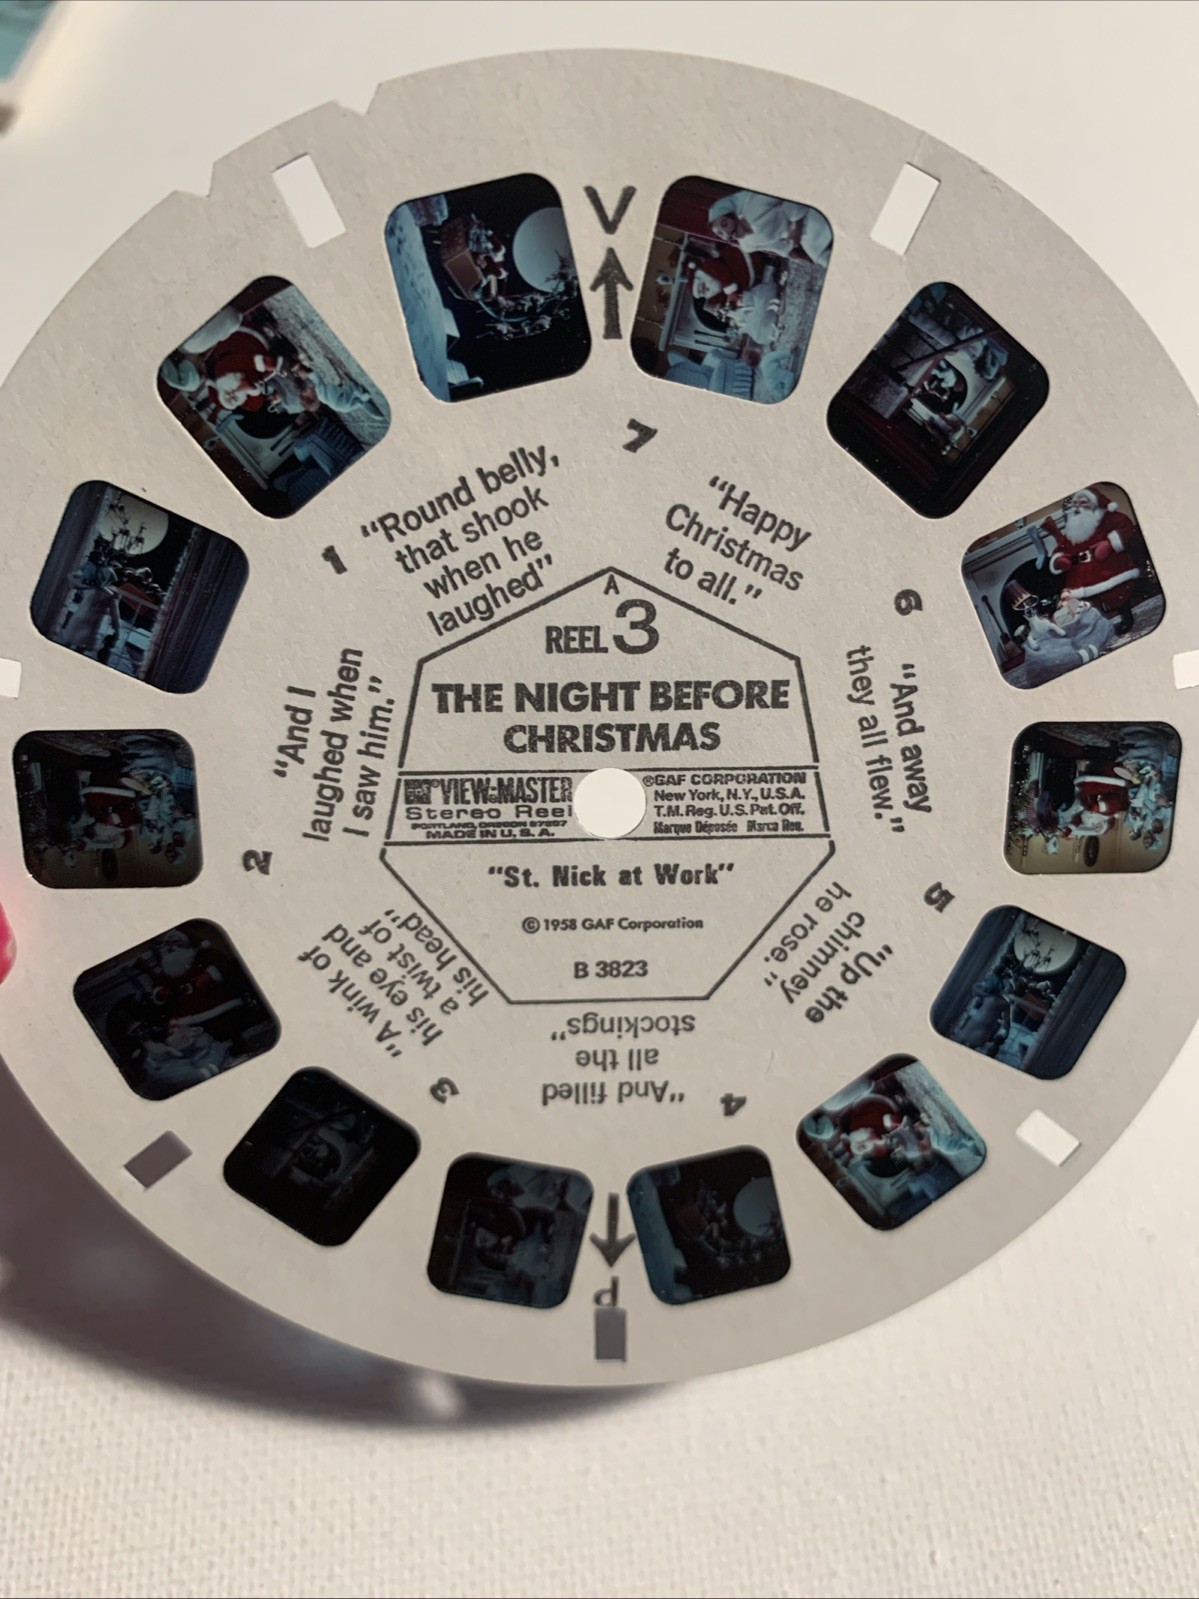 V
A
REEL 3
THE NIGHT BEFORE
CHRISTMAS
GAF VIEW-MASTER
Stereo Reel
PORTLAND, OREGON 97207
MADE IN U.S.A.
©GAF CORPORATION
New York, N.Y., U.S.A.
T.M. Reg. U.S. Pat. Off.
Marque Déposée Marca Reg.
"St. Nick at Work"
© 1958 GAF Corporation
B 3823
1
"Round belly,
that shook
when he
laughed"
2
"And I
laughed when
I saw him."
3
"A wink of
his eye and
a twist of
his head"
4
"And filled
all the
stockings"
5
"Up the
chimney
he rose."
6
"And away
they all flew."
7
"Happy
Christmas
to all."
P